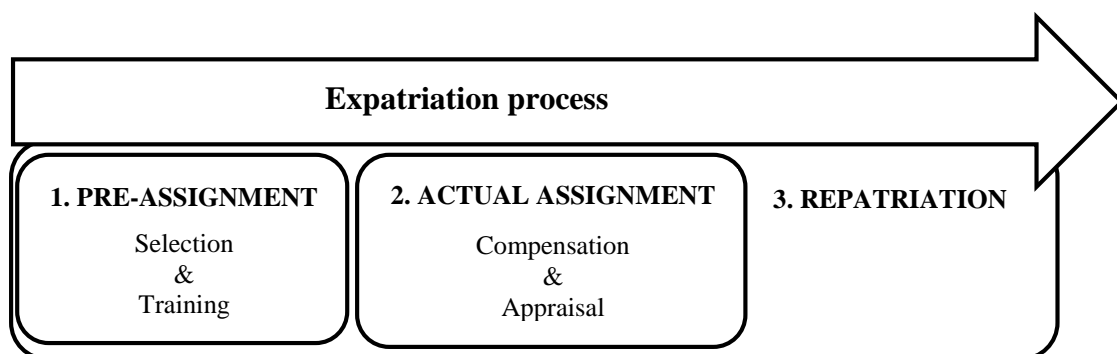 Expatriation process
1. PRE-ASSIGNMENT
Selection
&
Training
2. ACTUAL ASSIGNMENT
Compensation
&
Appraisal
3. REPATRIATION